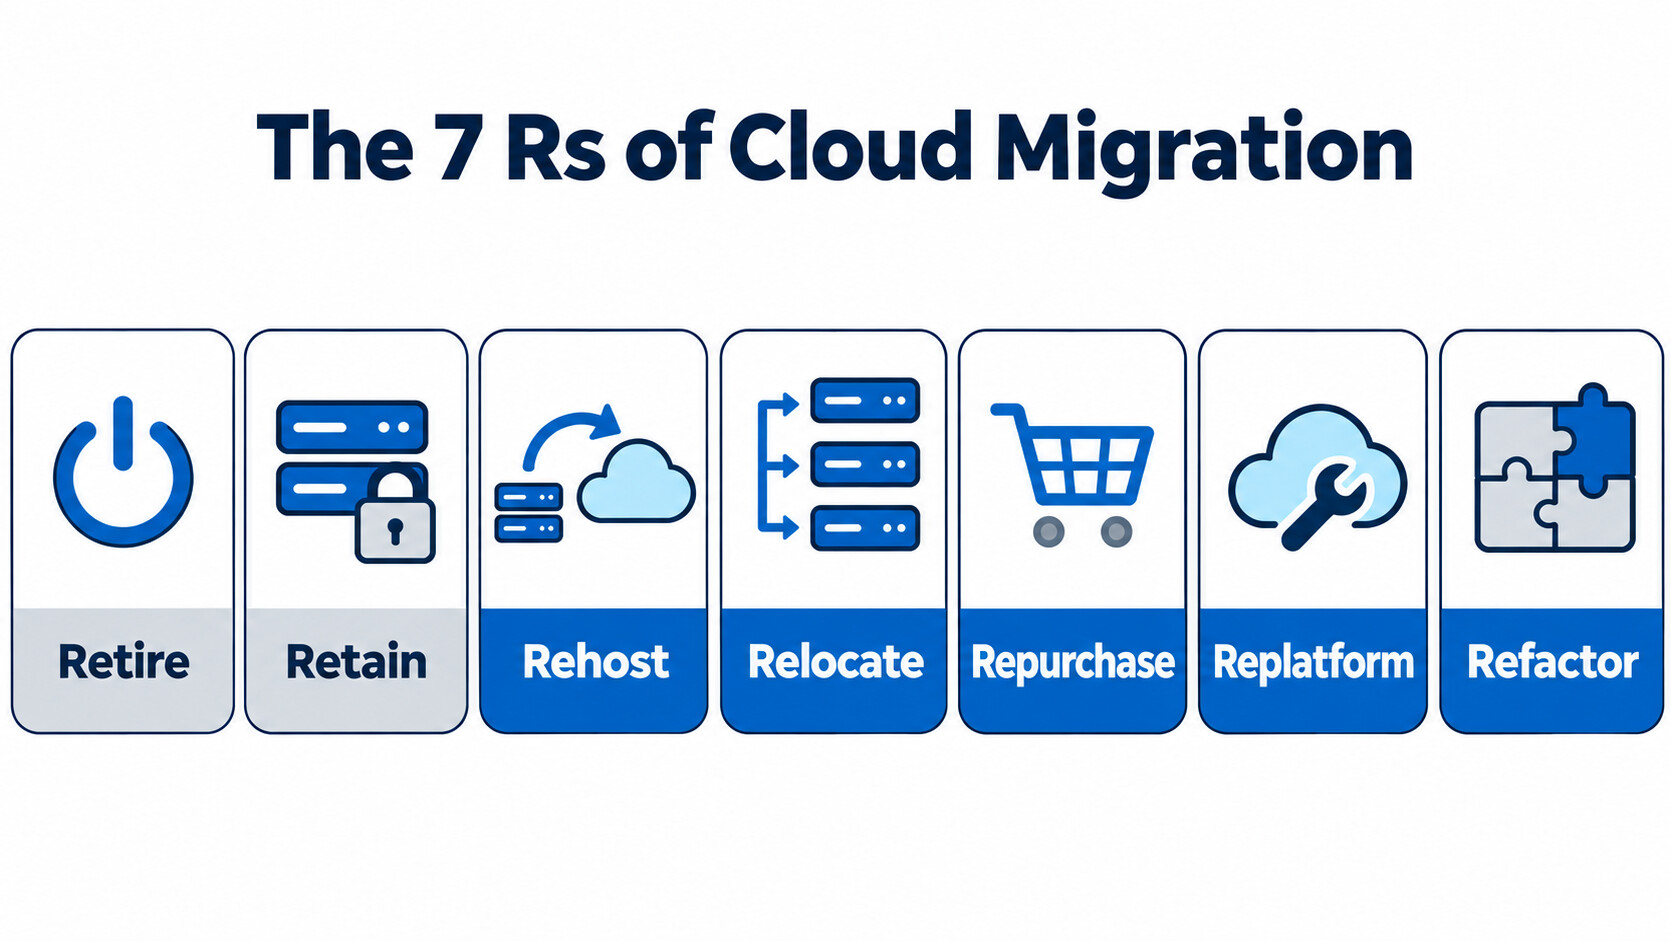 The 7 Rs of Cloud Migration
Retire
Retain
Rehost
Relocate
Repurchase
Replatform
Refactor